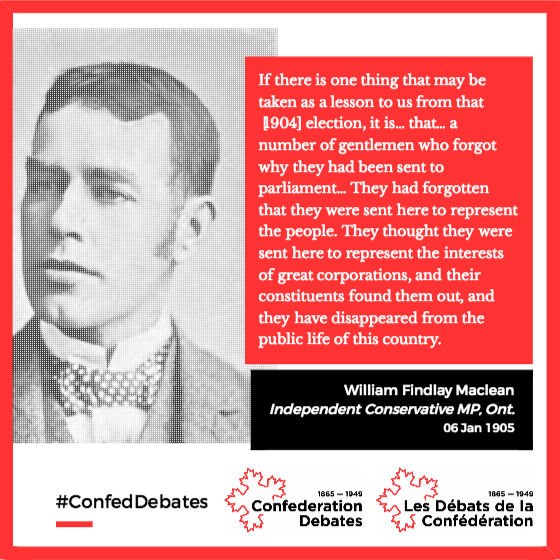 If there is one thing that may be
taken as a lesson to us from that
[1904] election, it is... that... a
number of gentlemen who forgot
why they had been sent to
parliament... They had forgotten
that they were sent here to represent
the people. They thought they were
sent here to represent the interests
of great corporations, and their
constituents found them out, and
they have disappeared from the
public life of this country.
William Findlay Maclean
Independent Conservative MP, Ont.
06 Jan 1905
#ConfedDebates
1865 — 1949
Confederation
Debates
1865 — 1949
Les Débats de la
Confédération